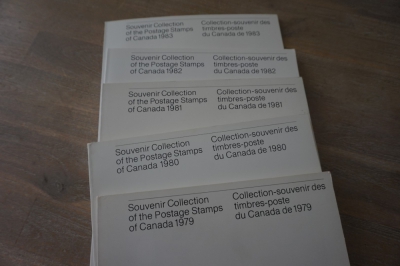 Souvenir Collection
of the Postage Stamps
of Canada 1983
Collection-souvenir des
timbres-poste
du Canada de 1983
Souvenir Collection
of the Postage Stamps
of Canada 1982
Collection-souvenir des
timbres-poste
du Canada de 1982
Souvenir Collection
of the Postage Stamps
of Canada 1981
Collection-souvenir des
timbres-poste
du Canada de 1981
Souvenir Collection
of the Postage Stamps
of Canada 1980
Collection-souvenir des
timbres-poste
du Canada de 1980
Souvenir Collection
of the Postage Stamps
of Canada 1979
Collection-souvenir des
timbres-poste
du Canada de 1979